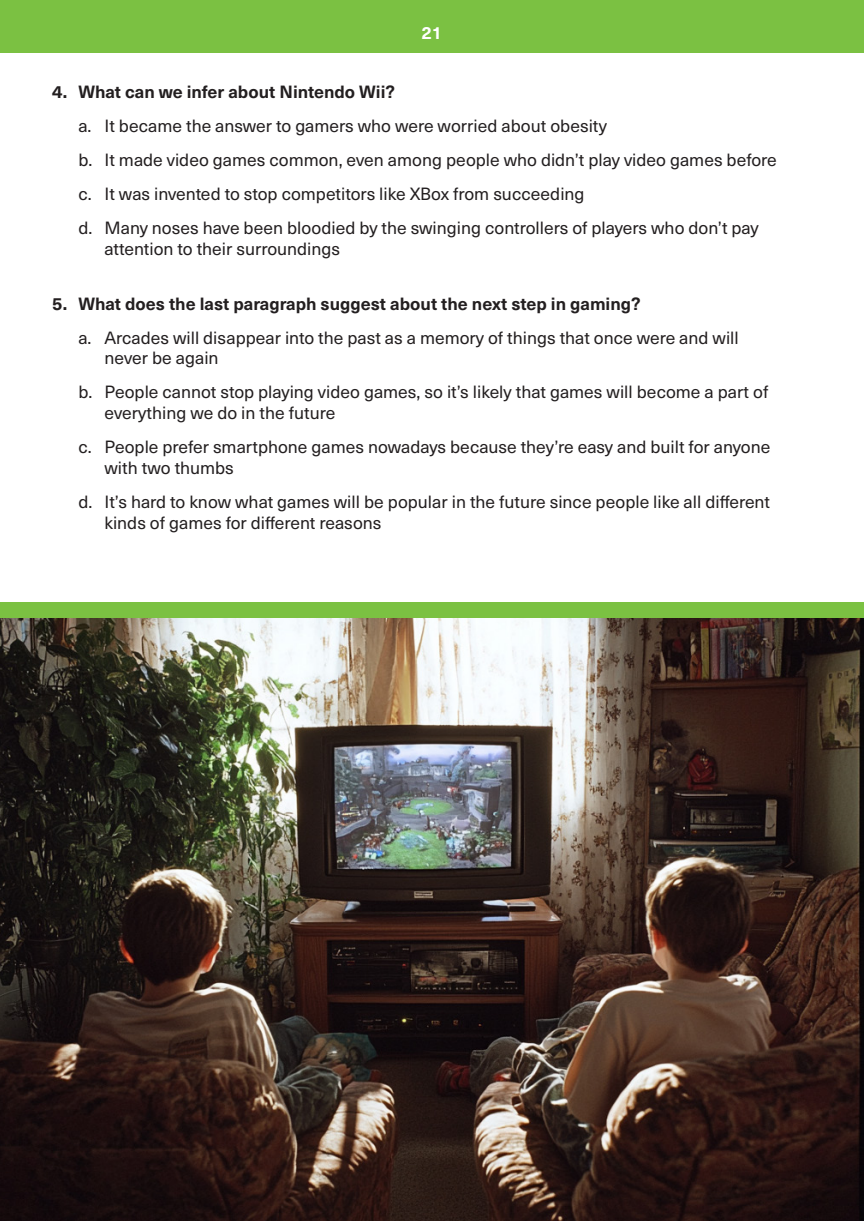 21
4. What can we infer about Nintendo Wii?
a. It became the answer to gamers who were worried about obesity
b. It made video games common, even among people who didn't play video games before
c. It was invented to stop competitors like XBox from succeeding
d. Many noses have been bloodied by the swinging controllers of players who don't pay
attention to their surroundings
5. What does the last paragraph suggest about the next step in gaming?
a. Arcades will disappear into the past as a memory of things that once were and will
never be again
b. People cannot stop playing video games, so it's likely that games will become a part of
everything we do in the future
c. People prefer smartphone games nowadays because they're easy and built for anyone
with two thumbs
d. It's hard to know what games will be popular in the future since people like all different
kinds of games for different reasons